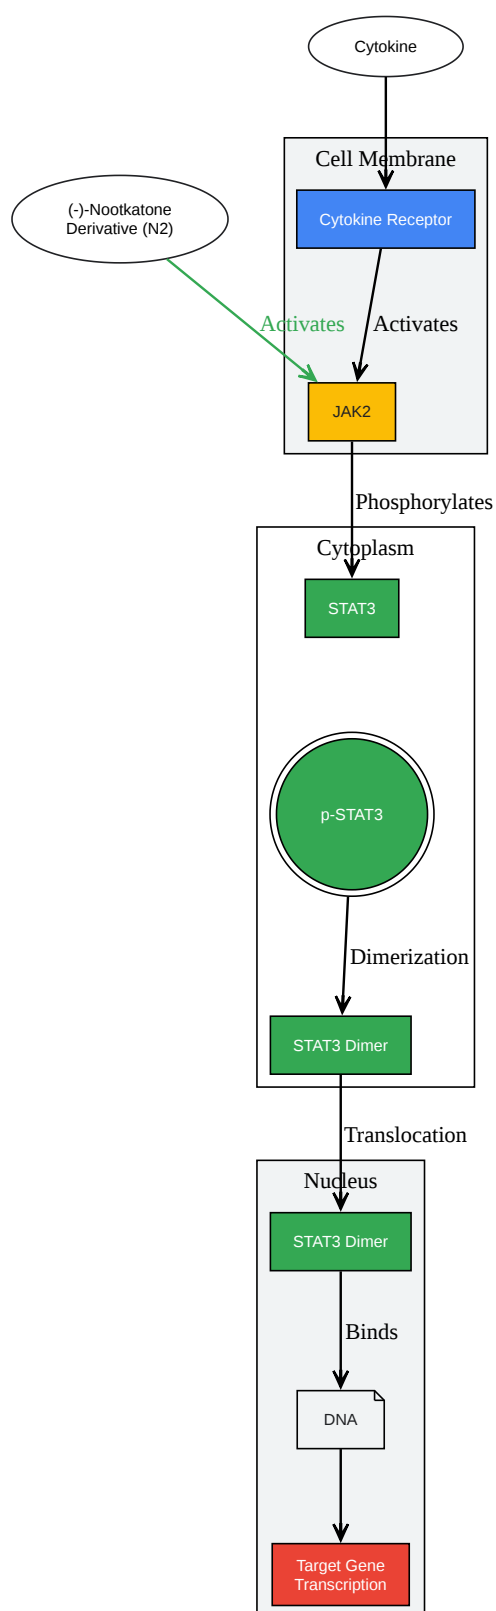 Cytokine
Cell Membrane
(-)-Nootkatone
Derivative (N2)
Cytokine Receptor
Activates
Activates
JAK2
Phosphorylates
Cytoplasm
STAT3
p-STAT3
Dimerization
STAT3 Dimer
Translocation
Nucleus
STAT3 Dimer
Binds
DNA
Target Gene
Transcription